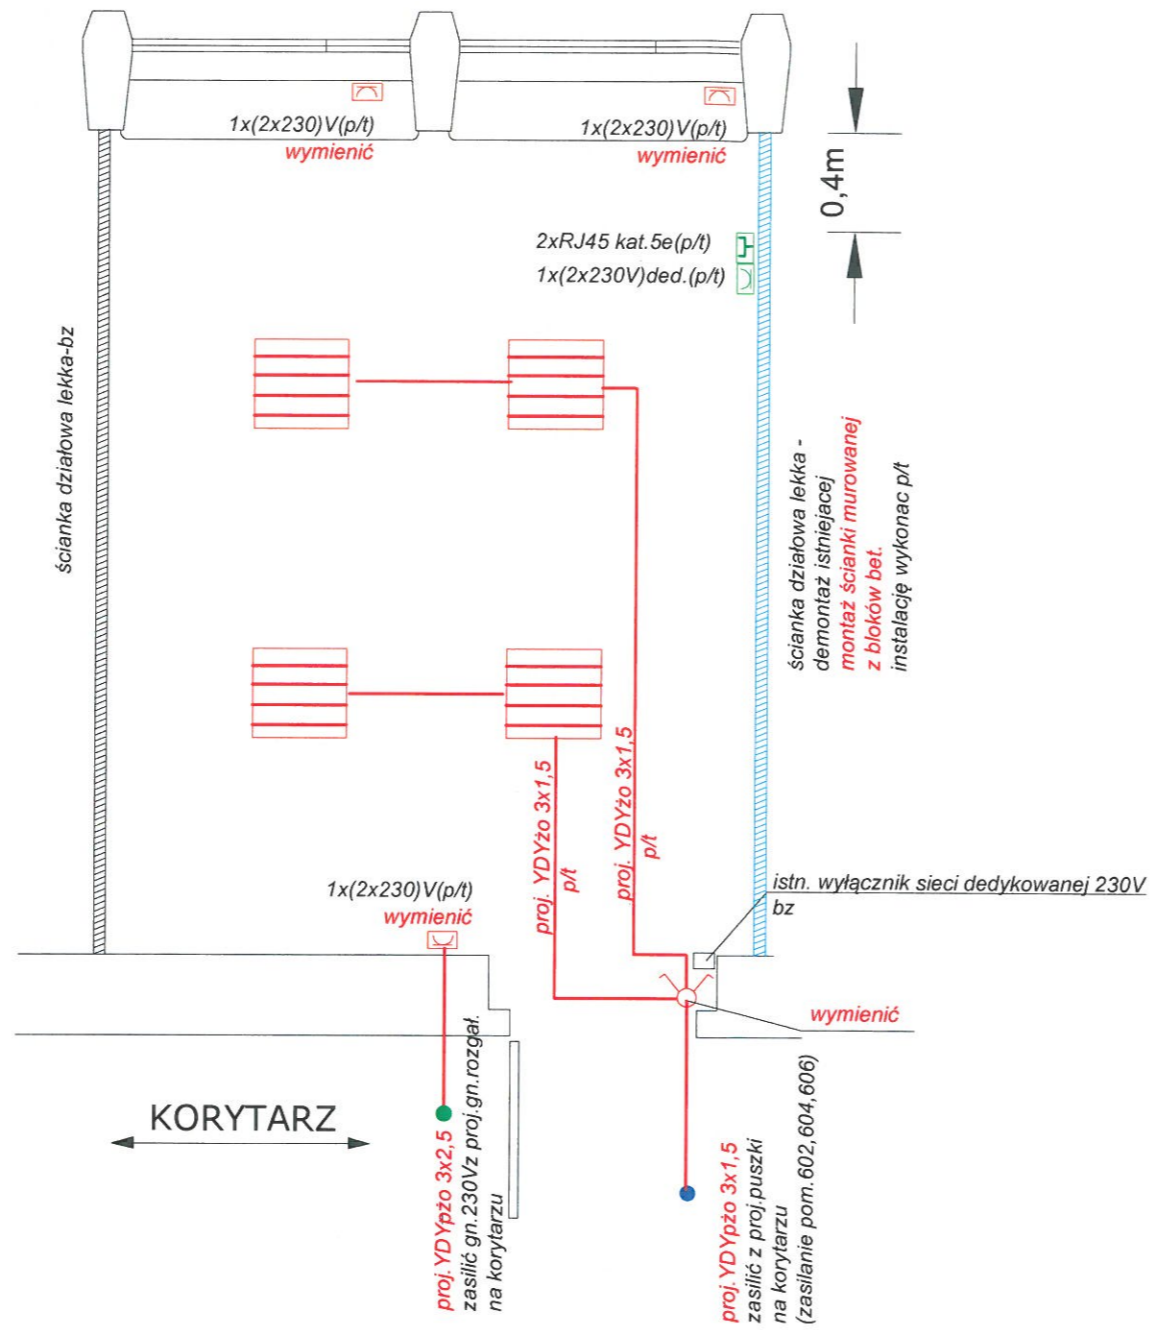 1x(2x230)V(p/t)
wymienić
1x(2x230)V(p/t)
wymienić
0,4m
2xRJ45 kat.5e(p/t)
1x(2x230V)ded.(p/t)
ścianka działowa lekka-bz
ścianka działowa lekka -
demontaż istniejacej
montaż ścianki murowanej
z bloków bet.
instalację wykonac p/t
proj. YDYżo 3x1,5
p/t
proj. YDYżo 3x1,5
p/t
1x(2x230)V(p/t)
wymienić
istn. wyłącznik sieci dedykowanej 230V
bz
wymienić
KORYTARZ
proj.YDYpżo 3x2,5
zasilić gn.230Vz proj.gn.rozgał.
na korytarzu
proj.YDYpżo 3x1,5
zasilić z proj.puszki
na korytarzu
(zasilanie pom.602,604,606)